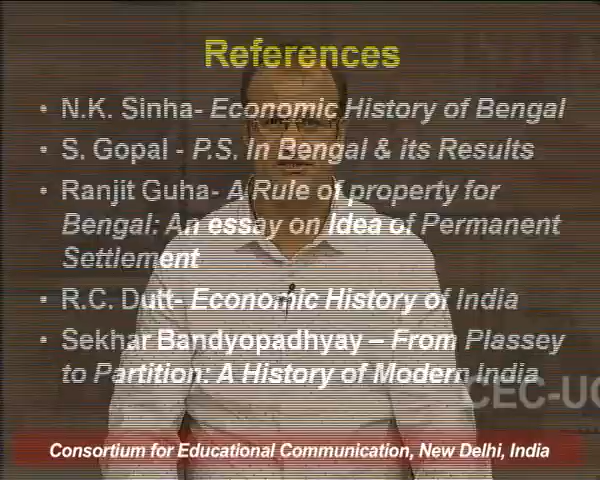 References
• N.K. Sinha- Economic History of Bengal
• S. Gopal - P.S. In Bengal & its Results
• Ranjit Guha- A Rule of property for
Bengal: An essay on Idea of Permanent
Settlement
• R.C. Dutt- Economic History of India
• Sekhar Bandyopadhyay – From Plassey
to Partition: A History of Modern India
CEC-UG
Consortium for Educational Communication, New Delhi, India